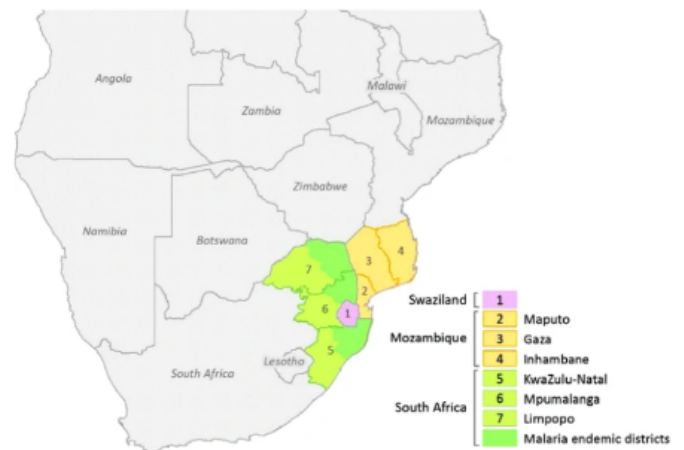 Angola
Malawi
Zambia
Mozambique
Zimbabwe
Namibia
Botswana
3
4
7
2
6
1
5
Lesotho
South Africa
Swaziland 1
Mozambique
2 Maputo
3 Gaza
4 Inhambane
South Africa
5 KwaZulu-Natal
6 Mpumalanga
7 Limpopo
Malaria endemic districts